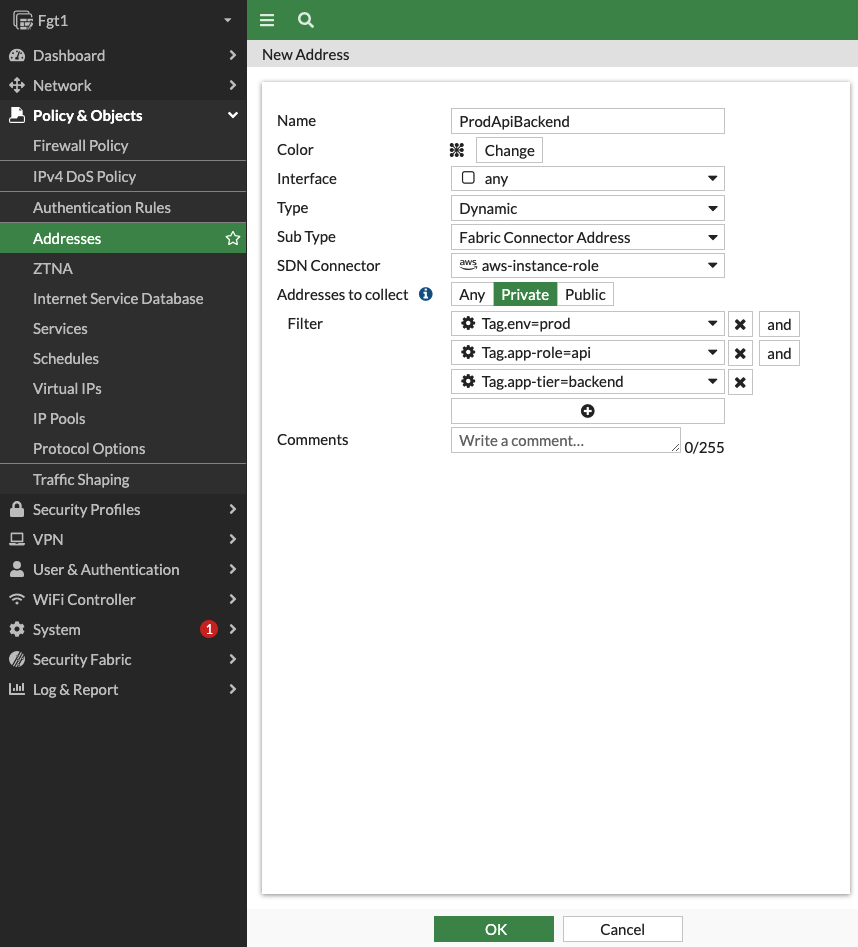 Fgt1
Dashboard
Network
Policy & Objects
Firewall Policy
IPv4 DoS Policy
Authentication Rules
Addresses
ZTNA
Internet Service Database
Services
Schedules
Virtual IPs
IP Pools
Protocol Options
Traffic Shaping
Security Profiles
VPN
User & Authentication
WiFi Controller
System 1
Security Fabric
Log & Report
New Address
Name ProdApiBackend
Color Change
Interface any
Type Dynamic
Sub Type Fabric Connector Address
SDN Connector aws aws-instance-role
Addresses to collect Any Private Public
Filter Tag.env=prod and
Tag.app-role=api and
Tag.app-tier=backend
Comments Write a comment... 0/255
OK Cancel